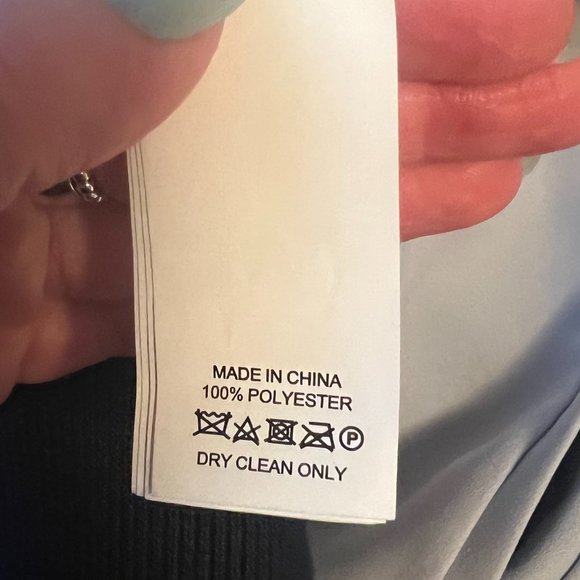 MADE IN CHINA
100% POLYESTER
P
DRY CLEAN ONLY